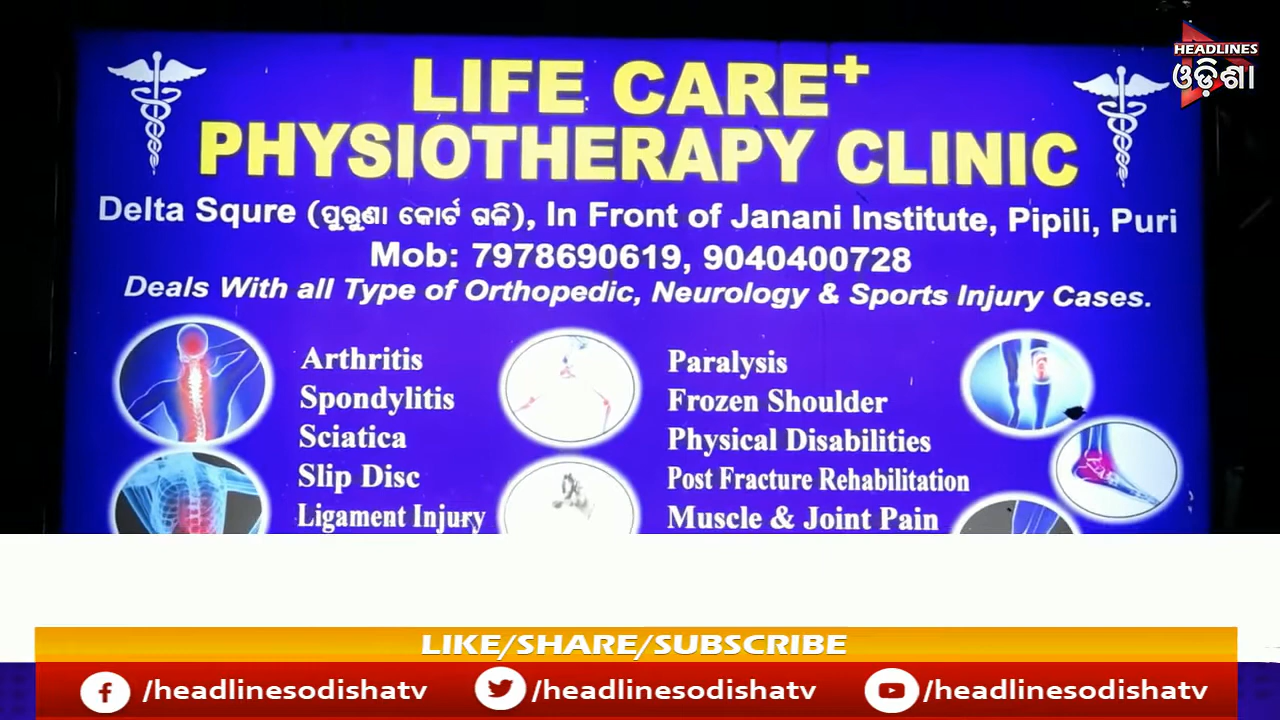 HEADLINES
ଓଡ଼ିଶା
LIFE CARE+
PHYSIOTHERAPY CLINIC
Delta Squre (ପୁରୁଣା କୋର୍ଟ ଗଳି), In Front of Janani Institute, Pipili, Puri
Mob: 7978690619, 9040400728
Deals With all Type of Orthopedic, Neurology & Sports Injury Cases.
Arthritis
Spondylitis
Sciatica
Slip Disc
Ligament Injury
Paralysis
Frozen Shoulder
Physical Disabilities
Post Fracture Rehabilitation
Muscle & Joint Pain
LIKE/SHARE/SUBSCRIBE
/headlinesodishatv
/headlinesodishatv
/headlinesodishatv